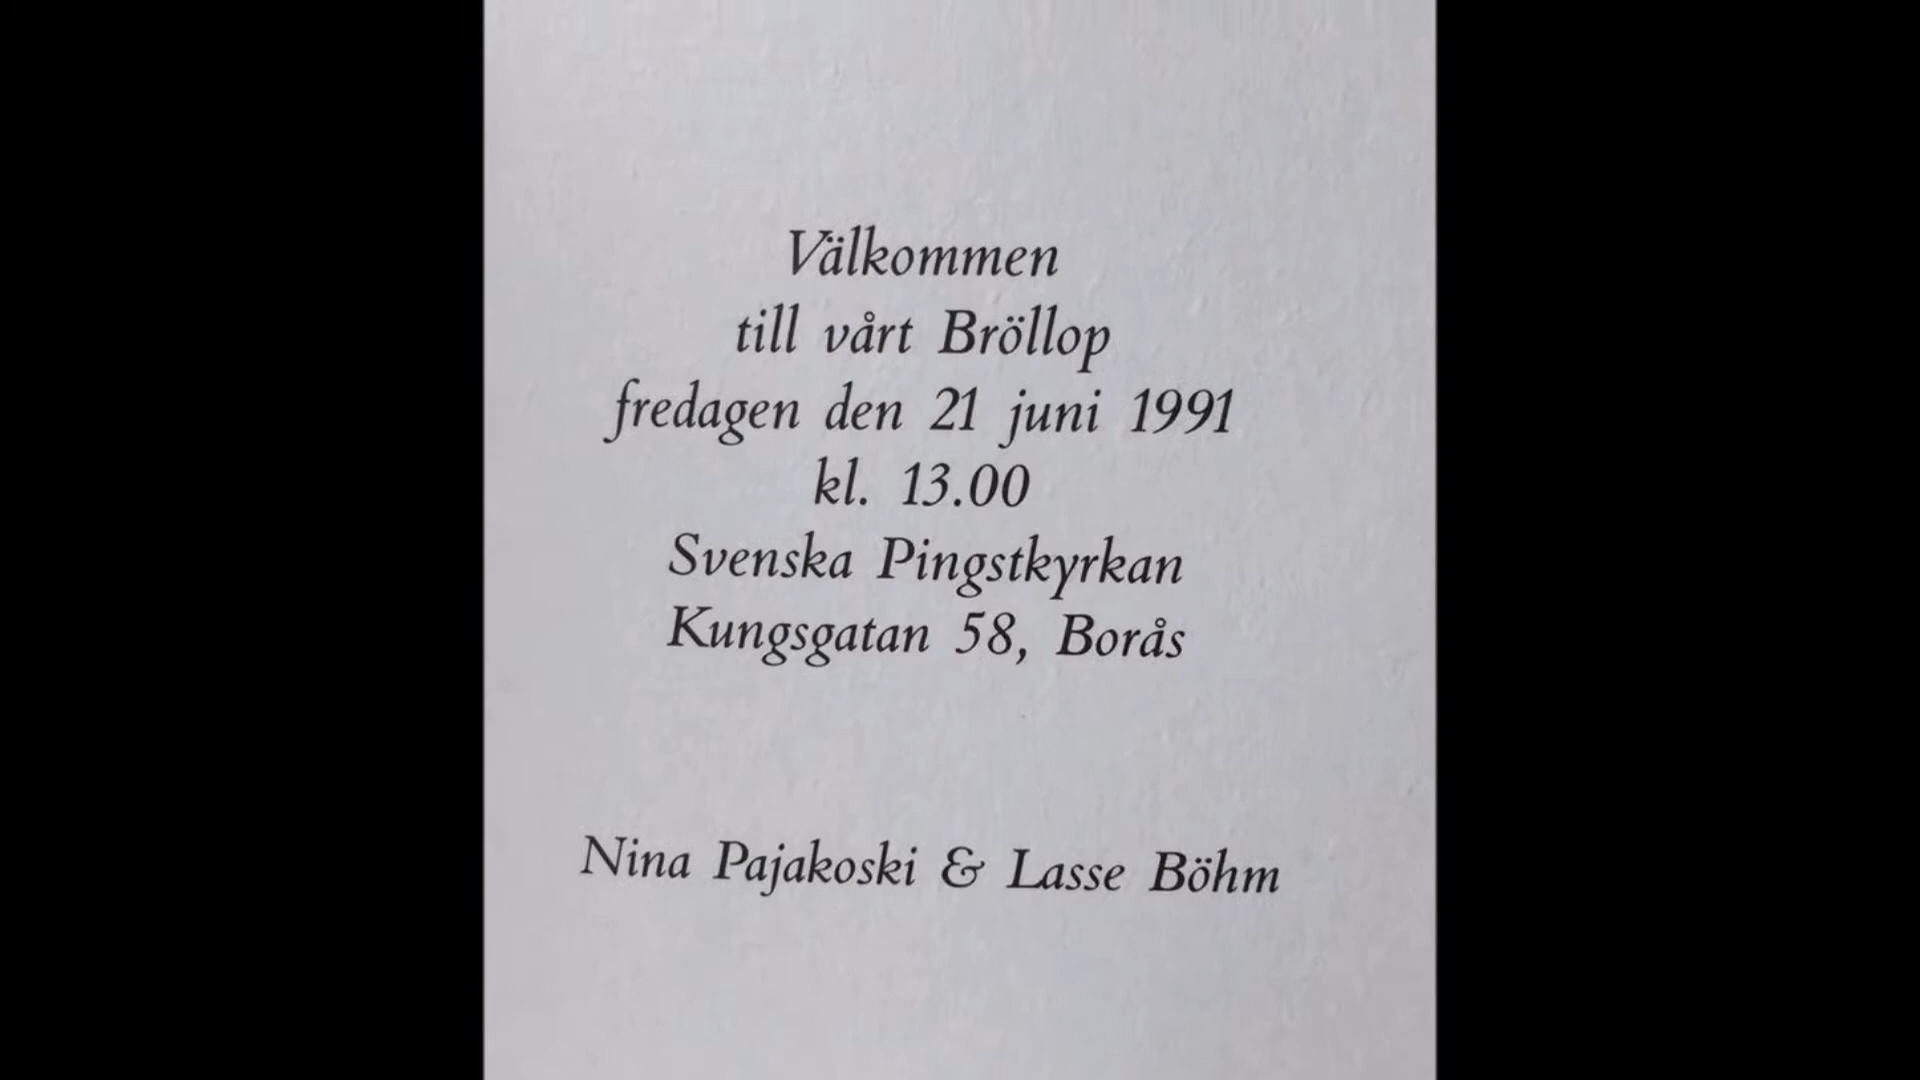 Välkommen
till vårt Bröllop
fredagen den 21 juni 1991
kl. 13.00
Svenska Pingstkyrkan
Kungsgatan 58, Borås
Nina Pajakoski & Lasse Böhm